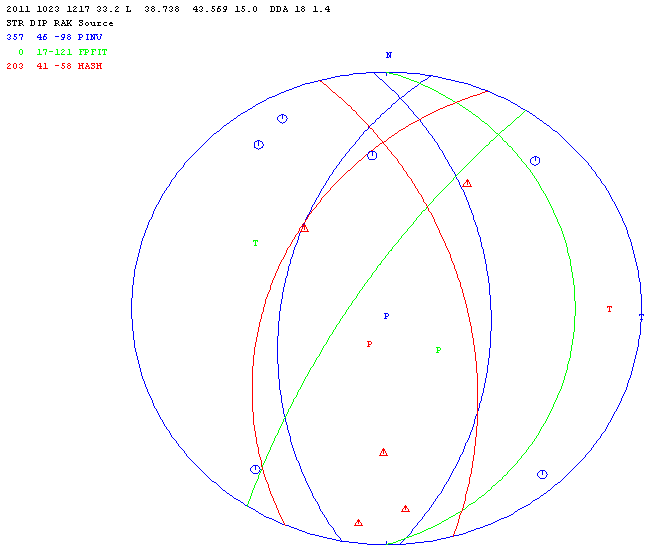 2011 1023 1217 33.2 L  38.738  43.569 15.0  DDA 18 1.4
STR DIP RAK Source
357  46 -98 PINV
  0  17-121 FPFIT
203  41 -58 HASH
N
T
T
T
P
P
P